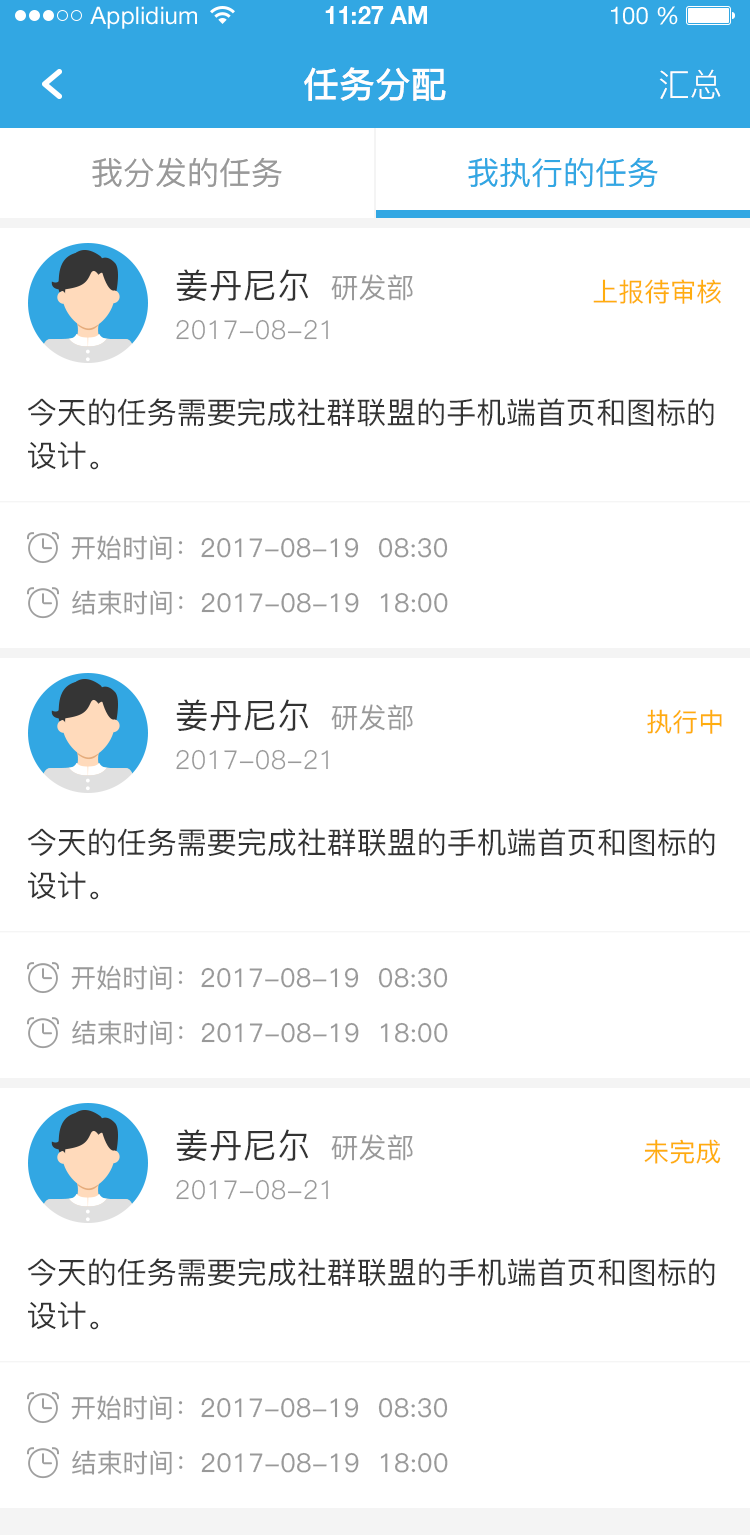 Applidium 11:27 AM 100 %
任务分配 汇总
我分发的任务 我执行的任务
姜丹尼尔 研发部 上报待审核
2017-08-21
今天的任务需要完成社群联盟的手机端首页和图标的
设计。
开始时间：2017-08-19 08:30
结束时间：2017-08-19 18:00
姜丹尼尔 研发部 执行中
2017-08-21
今天的任务需要完成社群联盟的手机端首页和图标的
设计。
开始时间：2017-08-19 08:30
结束时间：2017-08-19 18:00
姜丹尼尔 研发部 未完成
2017-08-21
今天的任务需要完成社群联盟的手机端首页和图标的
设计。
开始时间：2017-08-19 08:30
结束时间：2017-08-19 18:00